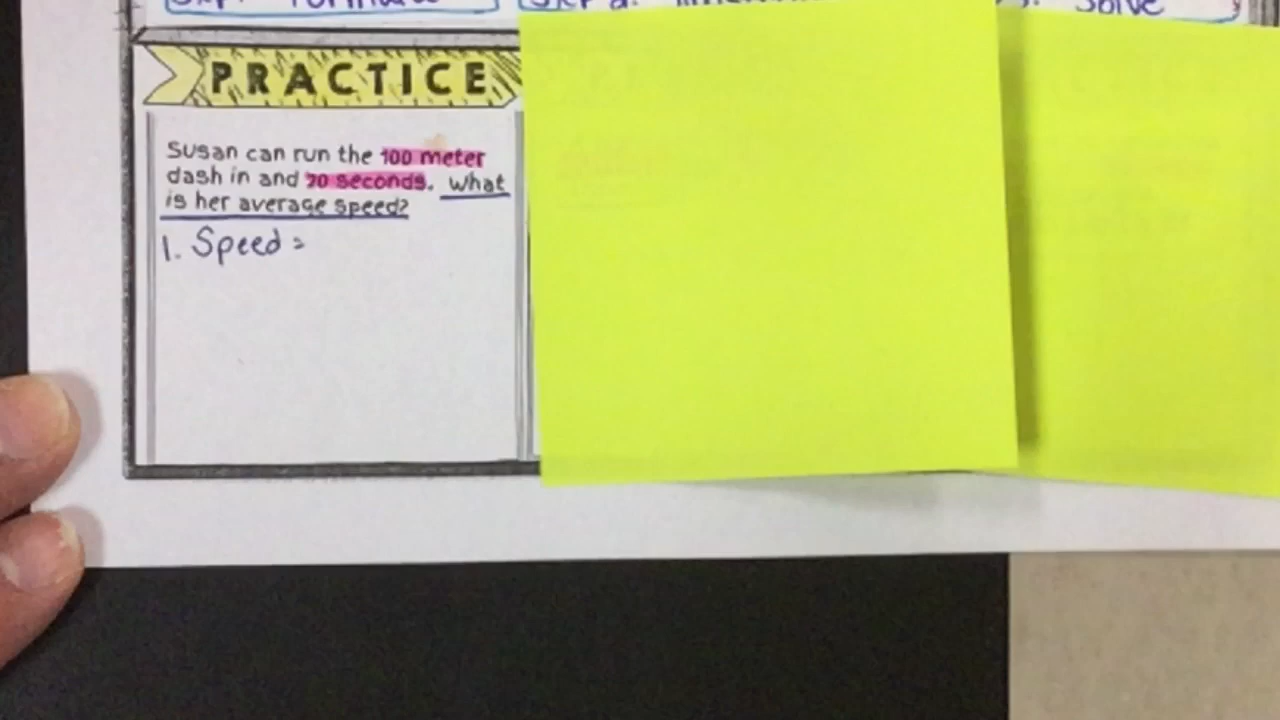 Solve
PRACTICE
Susan can run the 100 meter
dash in and 70 seconds. What
is her average speed?
1. Speed =